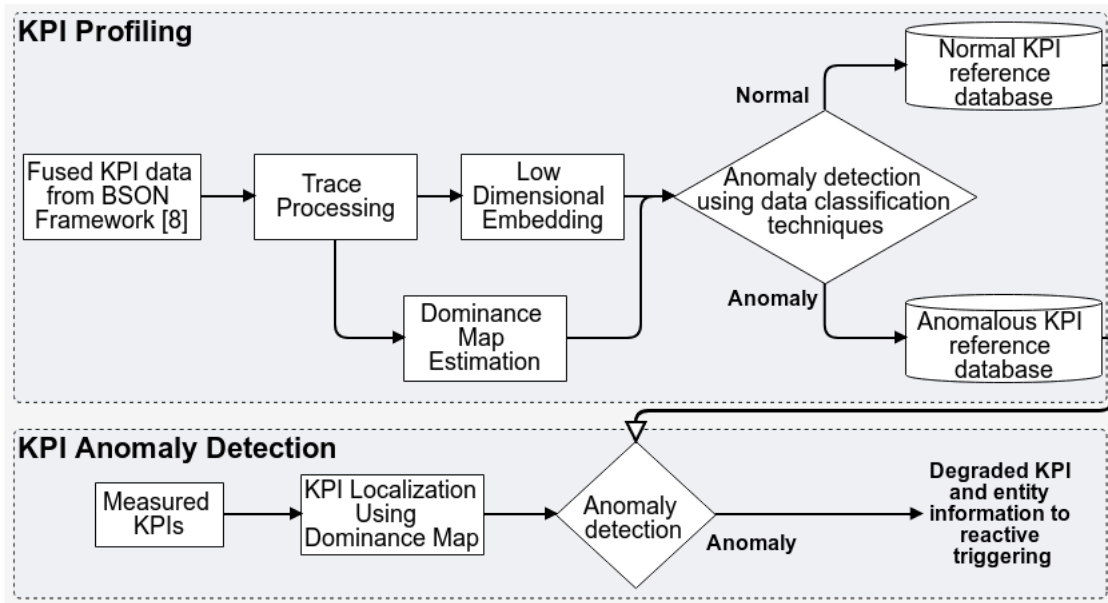 KPI Profiling
Normal KPI
reference
database
Normal
Fused KPI data
from BSON
Framework [8]
Trace
Processing
Low
Dimensional
Embedding
Anomaly detection
using data classification
techniques
Anomaly
Dominance
Map
Estimation
Anomalous KPI
reference
database
KPI Anomaly Detection
Measured
KPIs
KPI Localization
Using
Dominance Map
Anomaly
detection
Anomaly
Degraded KPI
and entity
information to
reactive
triggering